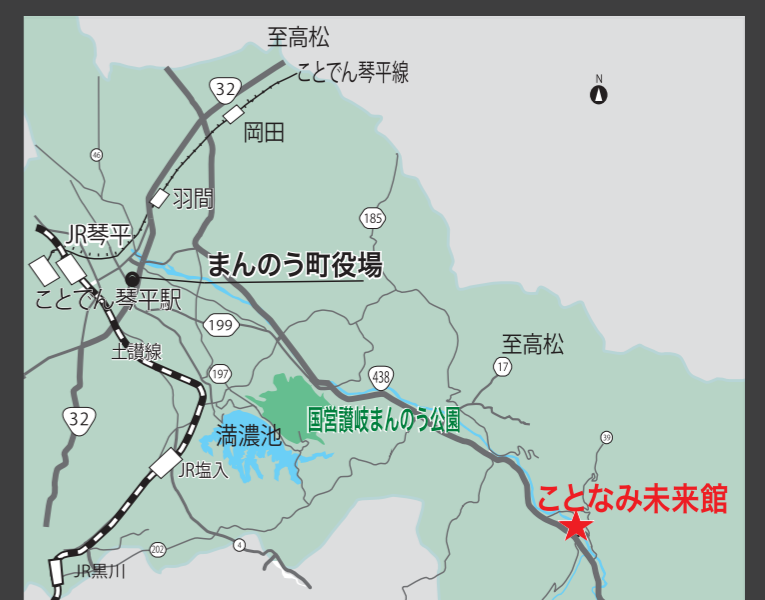 至高松
ことでん琴平線
N
32
岡田
46
羽間
185
JR琴平
まんのう町役場
ことでん琴平駅
199
土讃線
至高松
17
197
438
国営讃岐まんのう公園
32
満濃池
39
JR塩入
ことなみ未来館
202
4
JR黒川